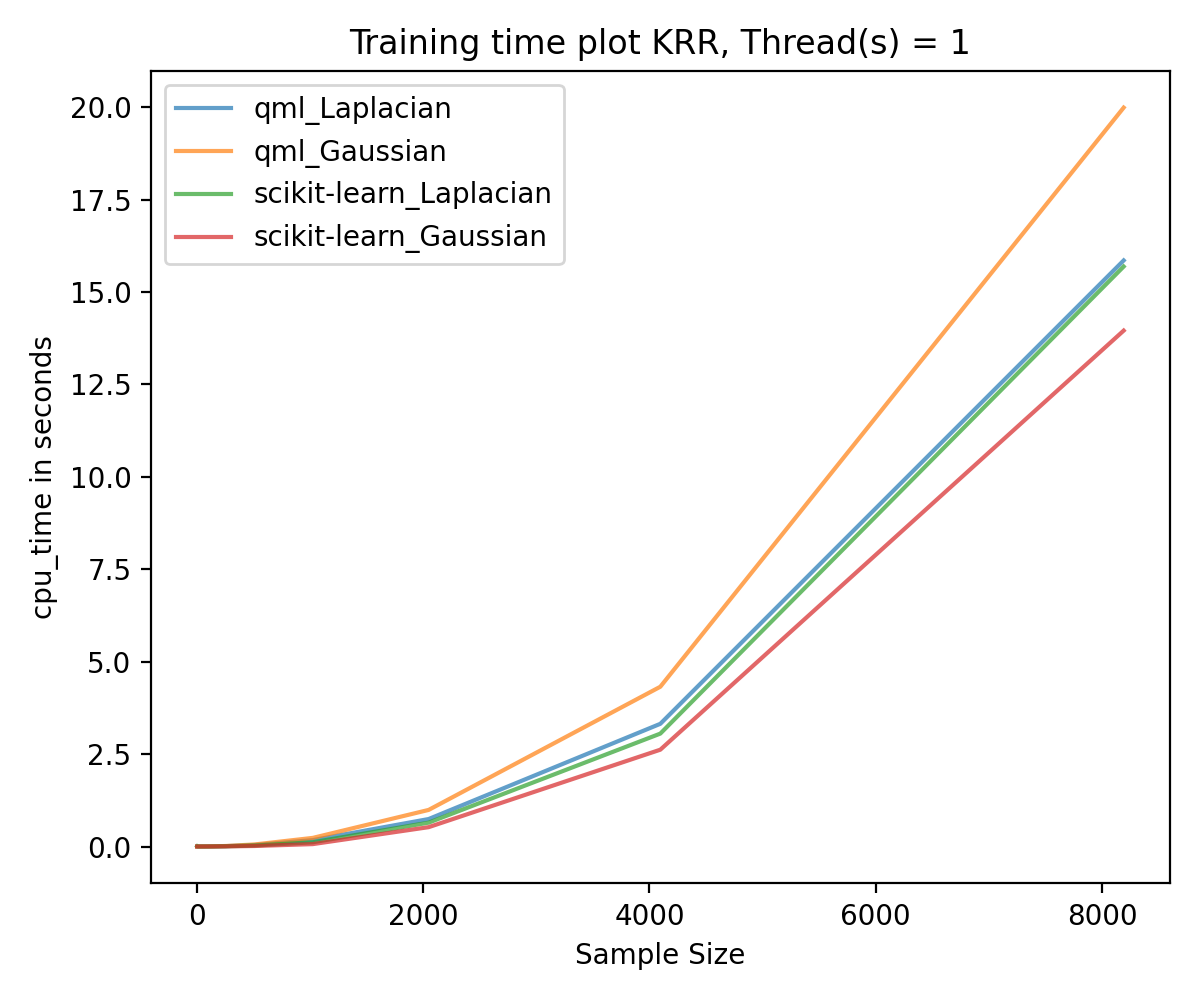 Training time plot KRR, Thread(s) = 1
qml_Laplacian
qml_Gaussian
scikit-learn_Laplacian
scikit-learn_Gaussian
20.0
17.5
15.0
12.5
10.0
7.5
5.0
2.5
0.0
cpu_time in seconds
0 2000 4000 6000 8000
Sample Size